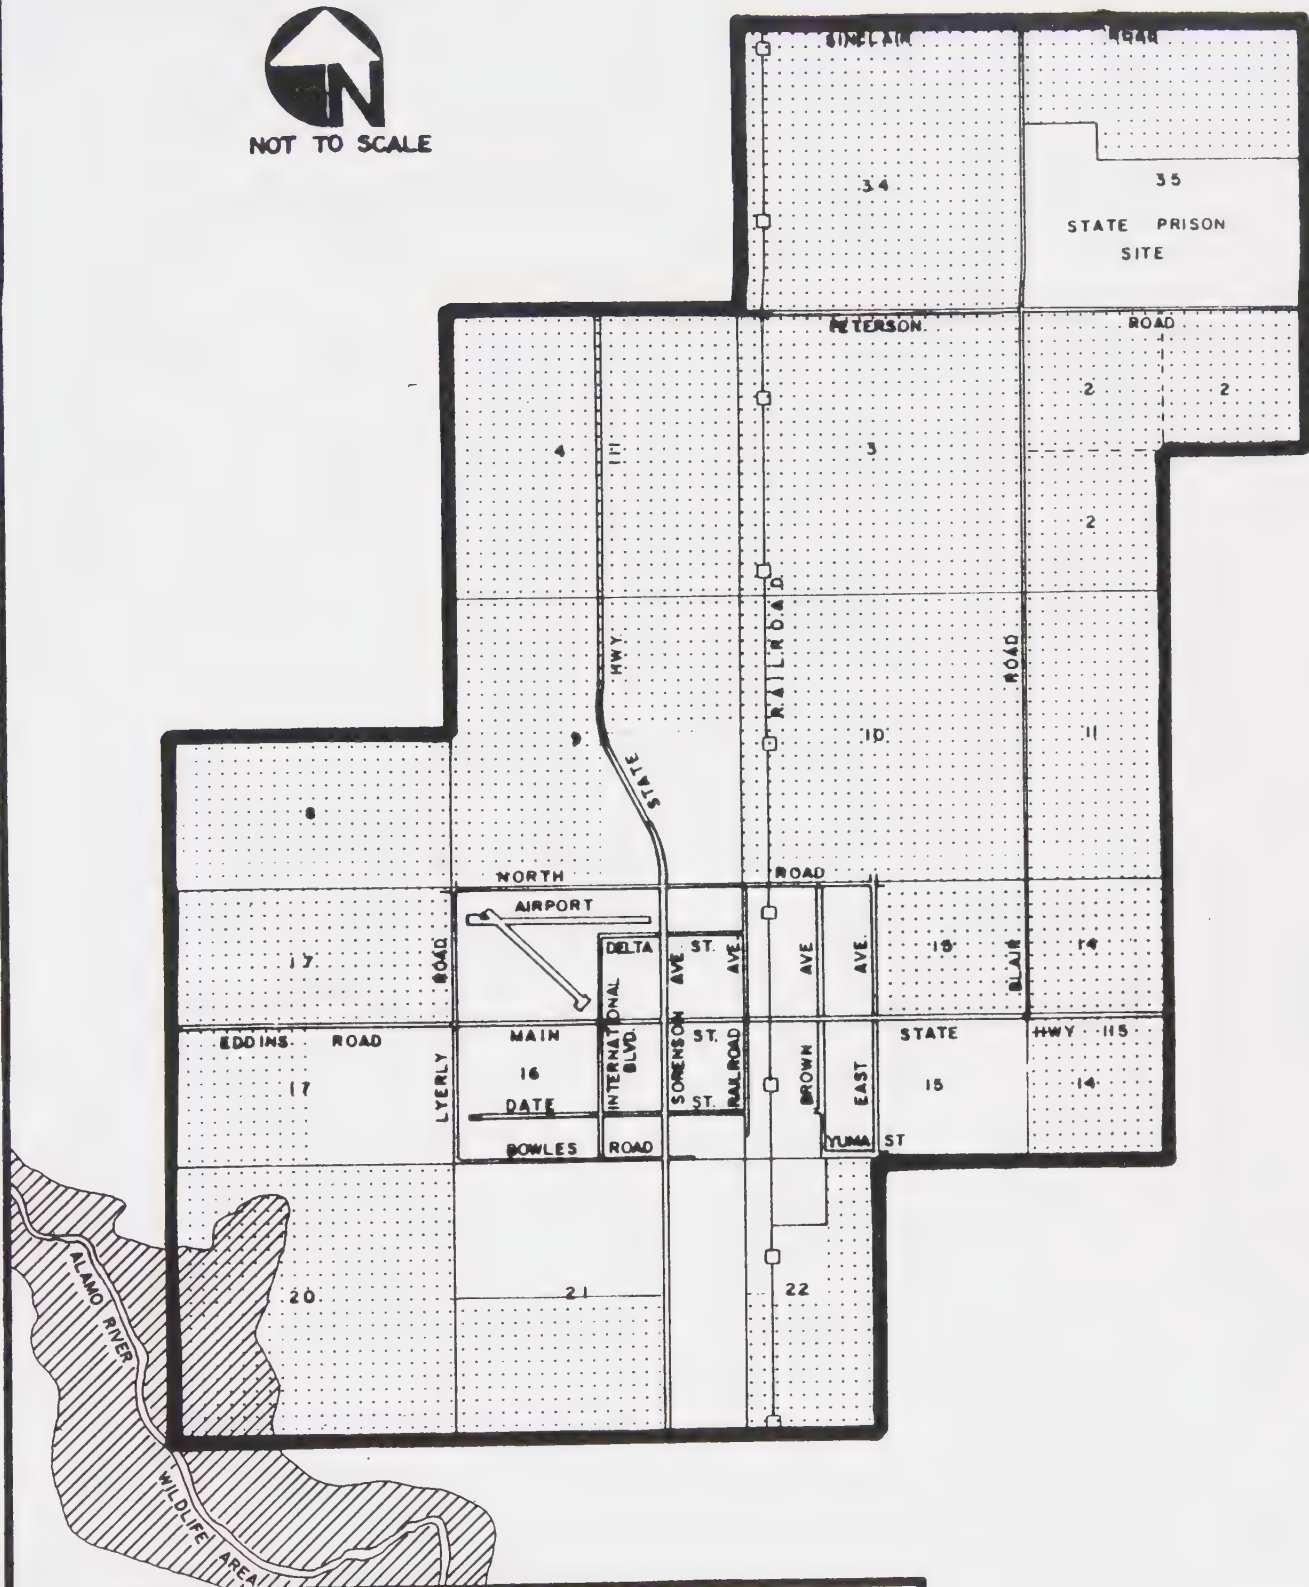 N
NOT TO SCALE
SINCLAIR ROAD
34
35
STATE PRISON
SITE
PETERSON ROAD
2
2
4
111
3
2
HWY.
RAILROAD
ROAD
9
10
11
STATE
8
NORTH ROAD
AIRPORT
17
ROAD
DELTA ST.
AVE.
AVE.
AVE
AVE.
15
BLAIR
14
EDDINS ROAD
MAIN ST.
STATE HWY 115
INTERNATIONAL
BLVD.
SORENSON
RAILROAD
BROWN
EAST
LYERLY
17
16
15
14
DATE ST.
BOWLES ROAD
YUMA ST
20
21
22
ALAMO RIVER
WILDLIFE AREA